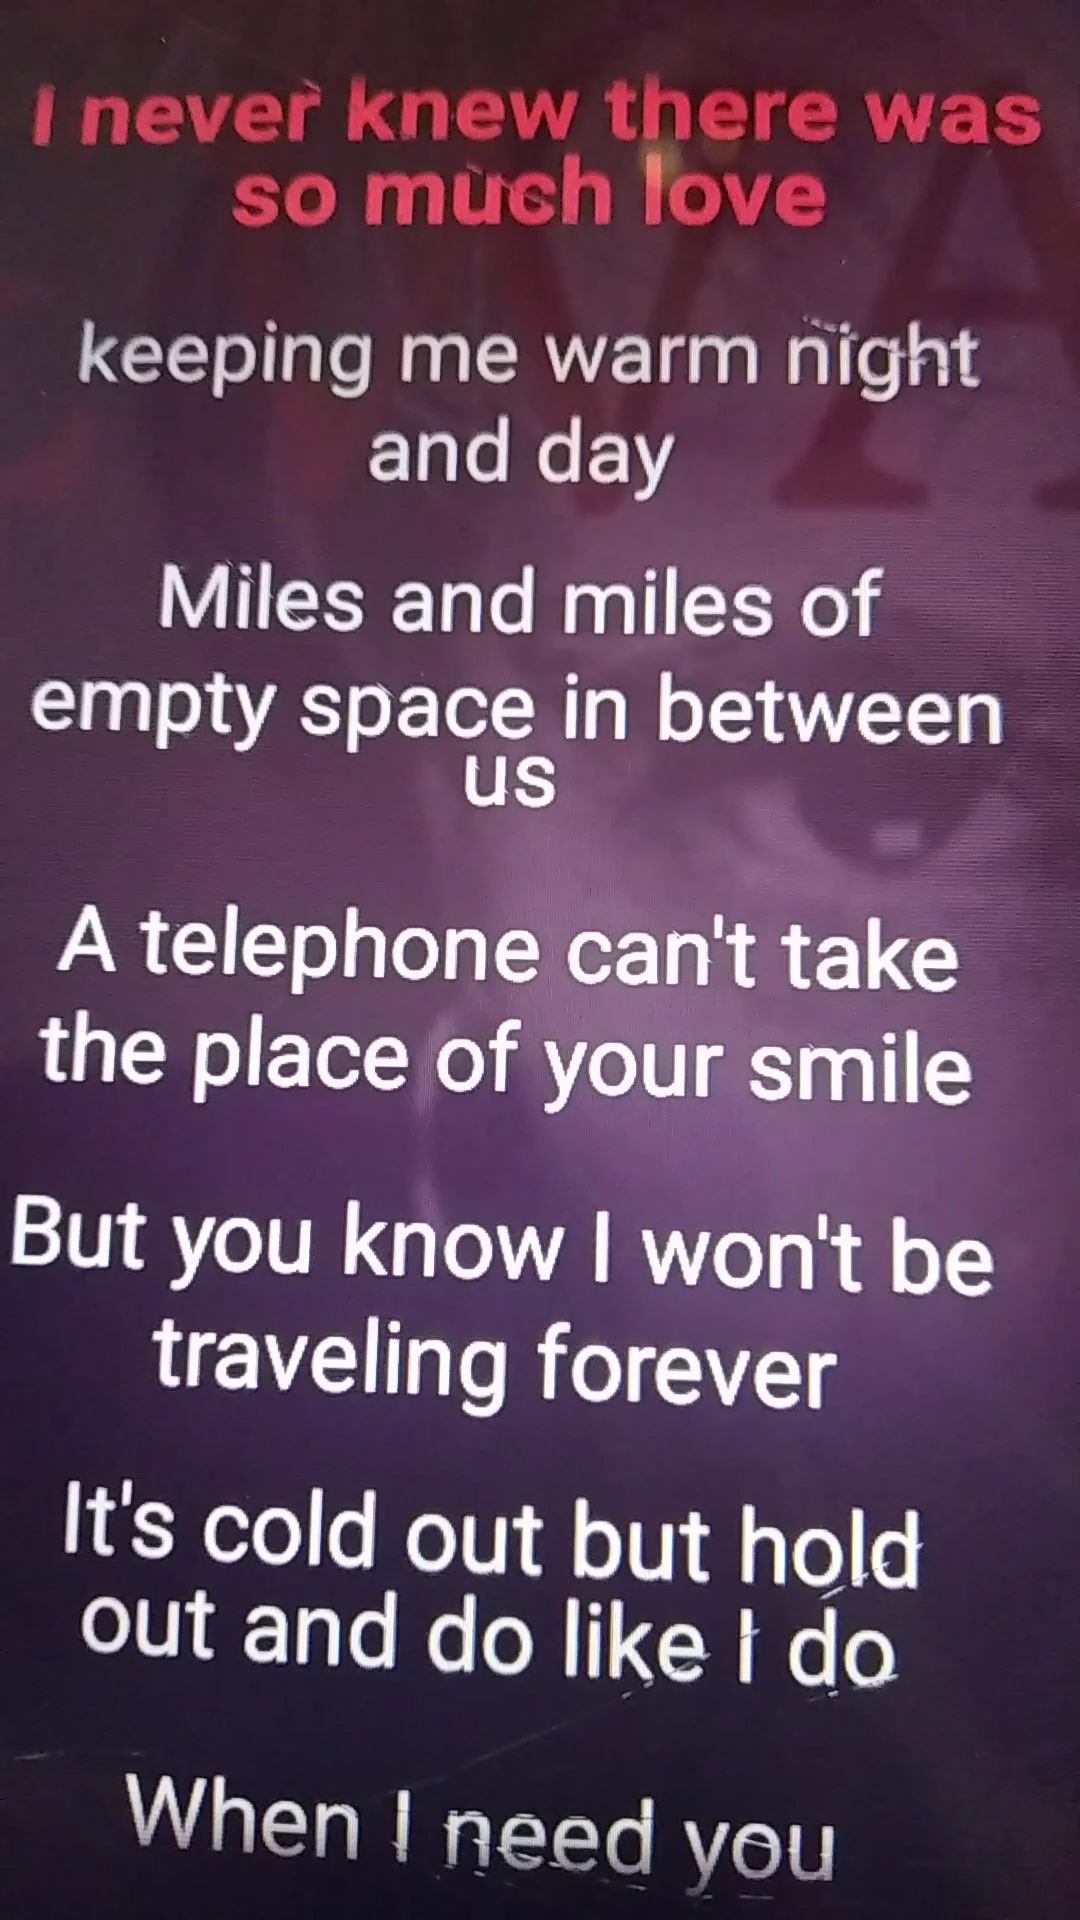 I never knew there was
so much love
keeping me warm night
and day
Miles and miles of
empty space in between
us
A telephone can't take
the place of your smile
But you know I won't be
traveling forever
It's cold out but hold
out and do like I do
When I need you